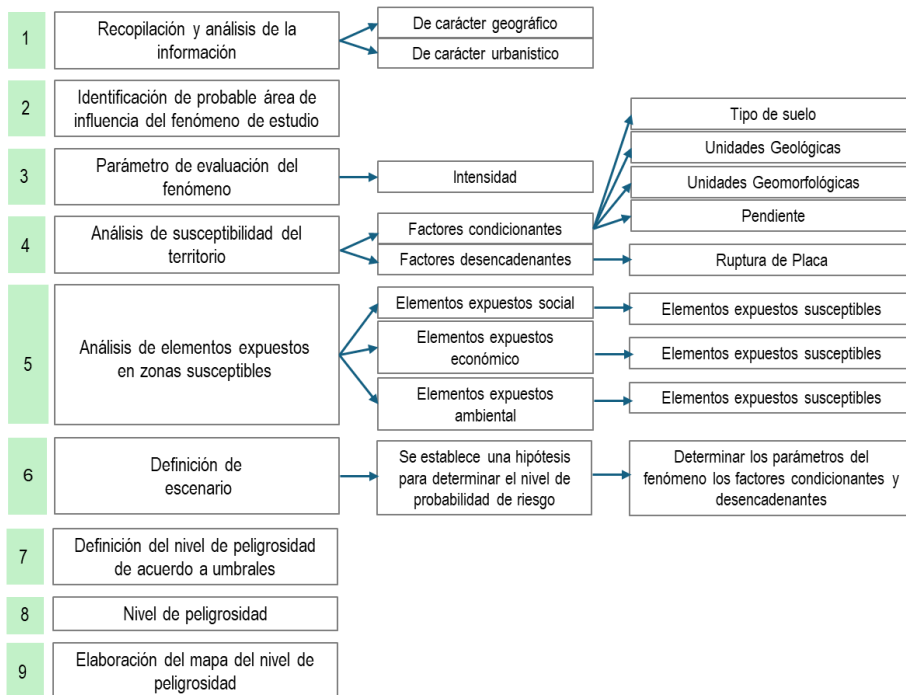 1
Recopilación y análisis de la
información
De carácter geográfico
De carácter urbanístico
2
Identificación de probable área de
influencia del fenómeno de estudio
3
Parámetro de evaluación del
fenómeno
Intensidad
4
Análisis de susceptibilidad del
territorio
Factores condicionantes
Factores desencadenantes
Tipo de suelo
Unidades Geológicas
Unidades Geomorfológicas
Pendiente
Ruptura de Placa
5
Análisis de elementos expuestos
en zonas susceptibles
Elementos expuestos social
Elementos expuestos susceptibles
Elementos expuestos
económico
Elementos expuestos susceptibles
Elementos expuestos
ambiental
Elementos expuestos susceptibles
6
Definición de
escenario
Se establece una hipótesis
para determinar el nivel de
probabilidad de riesgo
Determinar los parámetros del
fenómeno los factores condicionantes y
desencadenantes
7
Definición del nivel de peligrosidad
de acuerdo a umbrales
8
Nivel de peligrosidad
9
Elaboración del mapa del nivel de
peligrosidad